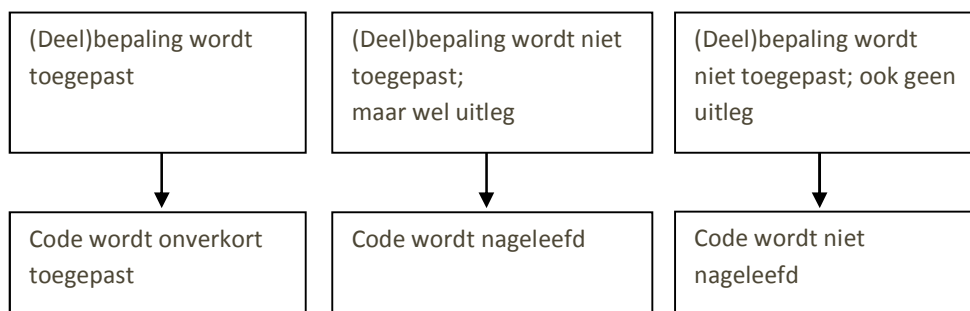 (Deel)bepaling wordt
toegepast
(Deel)bepaling wordt niet
toegepast;
maar wel uitleg
(Deel)bepaling wordt
niet toegepast; ook geen
uitleg
Code wordt onverkort
toegepast
Code wordt nageleefd
Code wordt niet
nageleefd